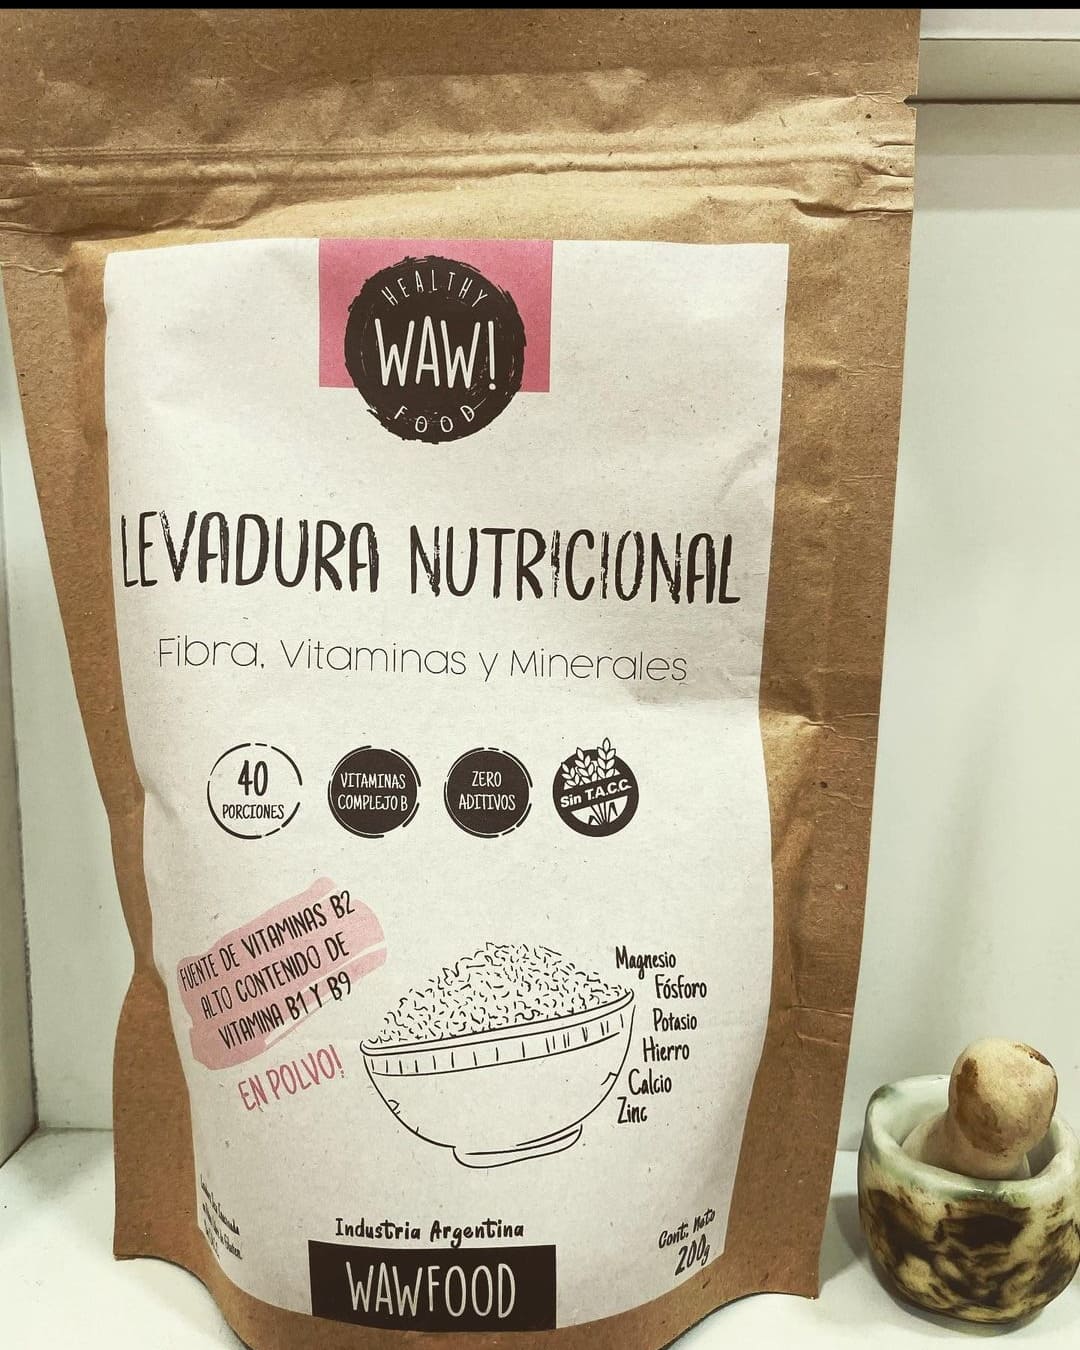 HEALTHY
WAW!
FOOD
LEVADURA NUTRICIONAL
Fibra, Vitaminas y Minerales
40
PORCIONES
VITAMINAS
COMPLEJO B
ZERO
ADITIVOS
Sin T.A.C.C.
FUENTE DE VITAMINAS B2
ALTO CONTENIDO DE
VITAMINA B1 Y B9
EN POLVO!
Magnesio
Fósforo
Potasio
Hierro
Calcio
Zinc
Industria Argentina
WAWFOOD
Cont. Neto
200g